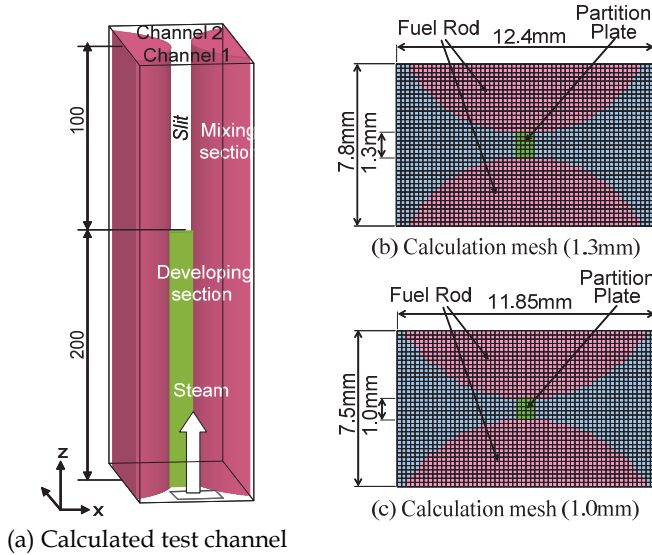 Channel 2
Channel 1
100
Slit
Mixing
section
Developing
section
200
Steam
z
x
(a) Calculated test channel
Fuel Rod
Partition
Plate
12.4mm
7.8mm
1.3mm
(b) Calculation mesh (1.3mm)
Fuel Rod
Partition
Plate
11.85mm
7.5mm
1.0mm
(c) Calculation mesh (1.0mm)